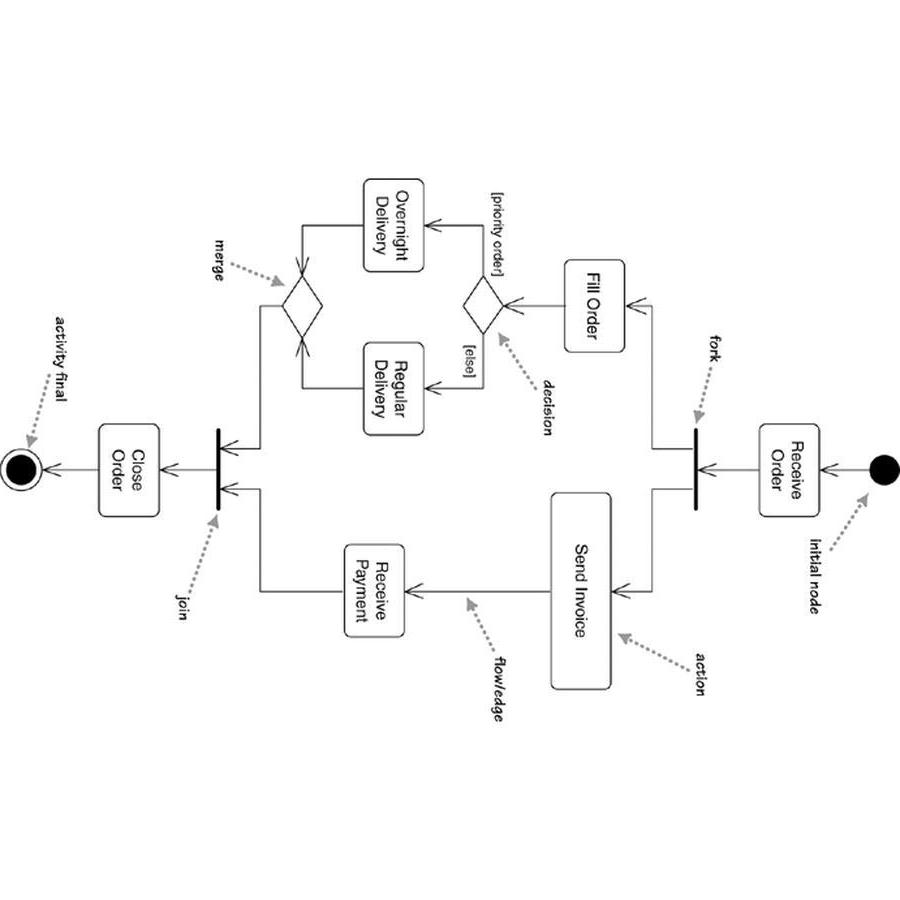 initial node
Receive
Order
fork
Fill Order
Send Invoice
action
decision
[priority order]
[else]
Overnight
Delivery
Regular
Delivery
Receive
Payment
flow/edge
merge
join
Close
Order
activity final